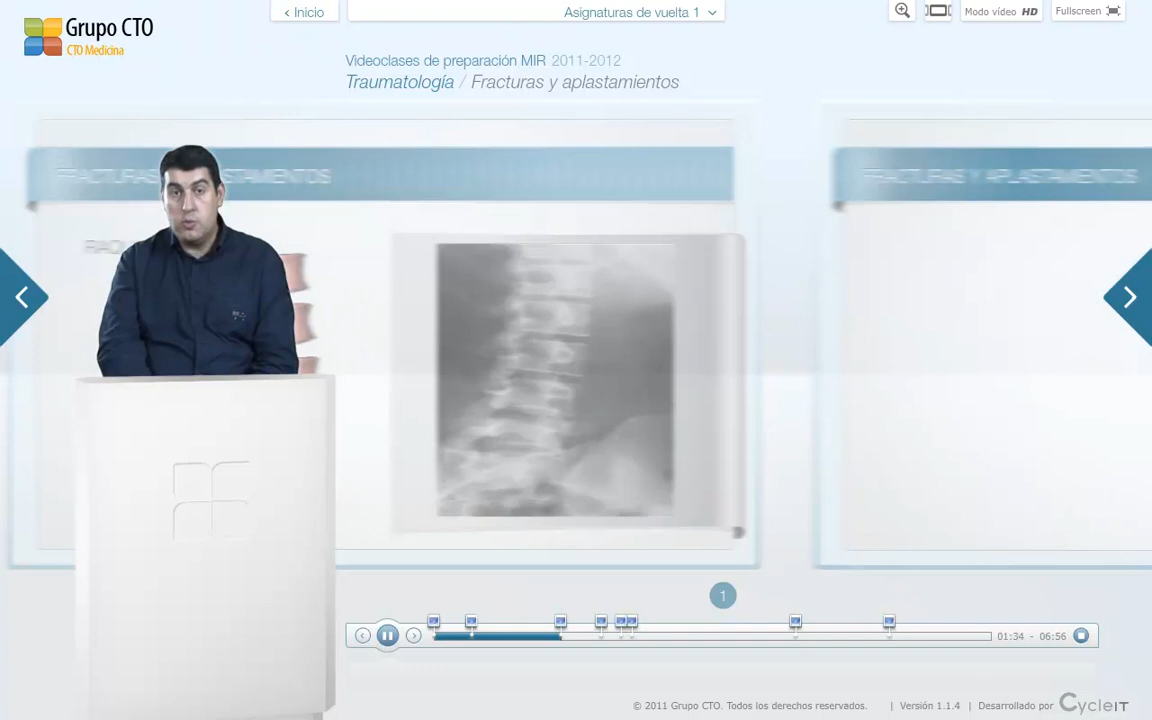 Grupo CTO
CTO Medicina
‹ Inicio
Asignaturas de vuelta 1
Modo vídeo HD
Fullscreen
Videoclases de preparación MIR 2011-2012
Traumatología / Fracturas y aplastamientos
FRACTURAS Y APLASTAMIENTOS
1
01:34 - 06:56
© 2011 Grupo CTO. Todos los derechos reservados. | Versión 1.1.4 | Desarrollado por CycleIT